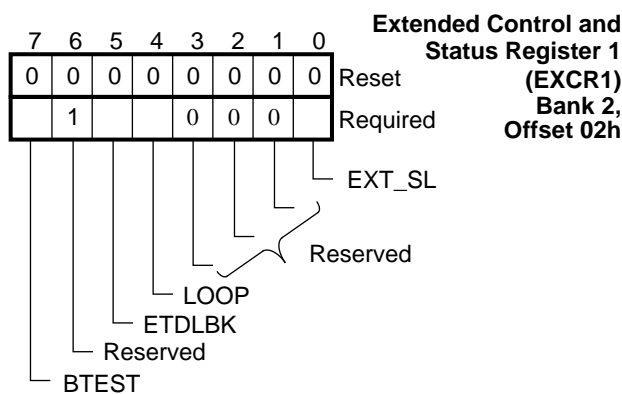 Extended Control and
Status Register 1
(EXCR1)
Bank 2,
Offset 02h
7 6 5 4 3 2 1 0
0 0 0 0 0 0 0 0 Reset
1 0 0 0 Required
EXT_SL
Reserved
LOOP
ETDLBK
Reserved
BTEST